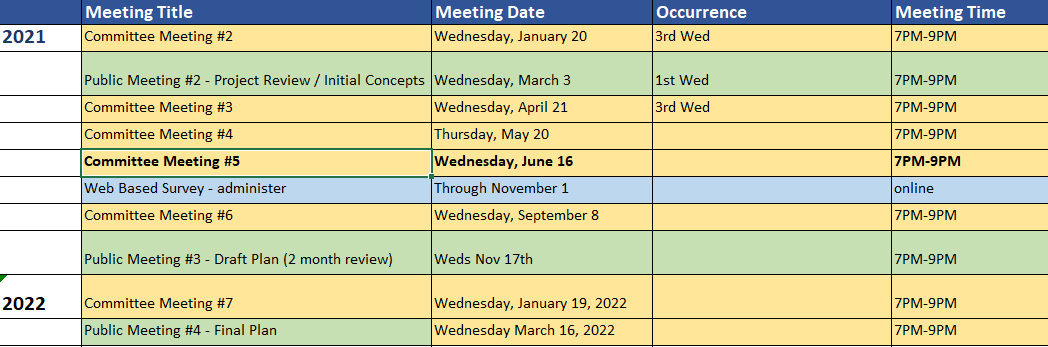 Meeting Title Meeting Date Occurrence Meeting Time
2021 Committee Meeting #2 Wednesday, January 20 3rd Wed 7PM-9PM
Public Meeting #2 - Project Review / Initial Concepts Wednesday, March 3 1st Wed 7PM-9PM
Committee Meeting #3 Wednesday, April 21 3rd Wed 7PM-9PM
Committee Meeting #4 Thursday, May 20 7PM-9PM
Committee Meeting #5 Wednesday, June 16 7PM-9PM
Web Based Survey - administer Through November 1 online
Committee Meeting #6 Wednesday, September 8 7PM-9PM
Public Meeting #3 - Draft Plan (2 month review) Weds Nov 17th 7PM-9PM
2022 Committee Meeting #7 Wednesday, January 19, 2022 7PM-9PM
Public Meeting #4 - Final Plan Wednesday March 16, 2022 7PM-9PM